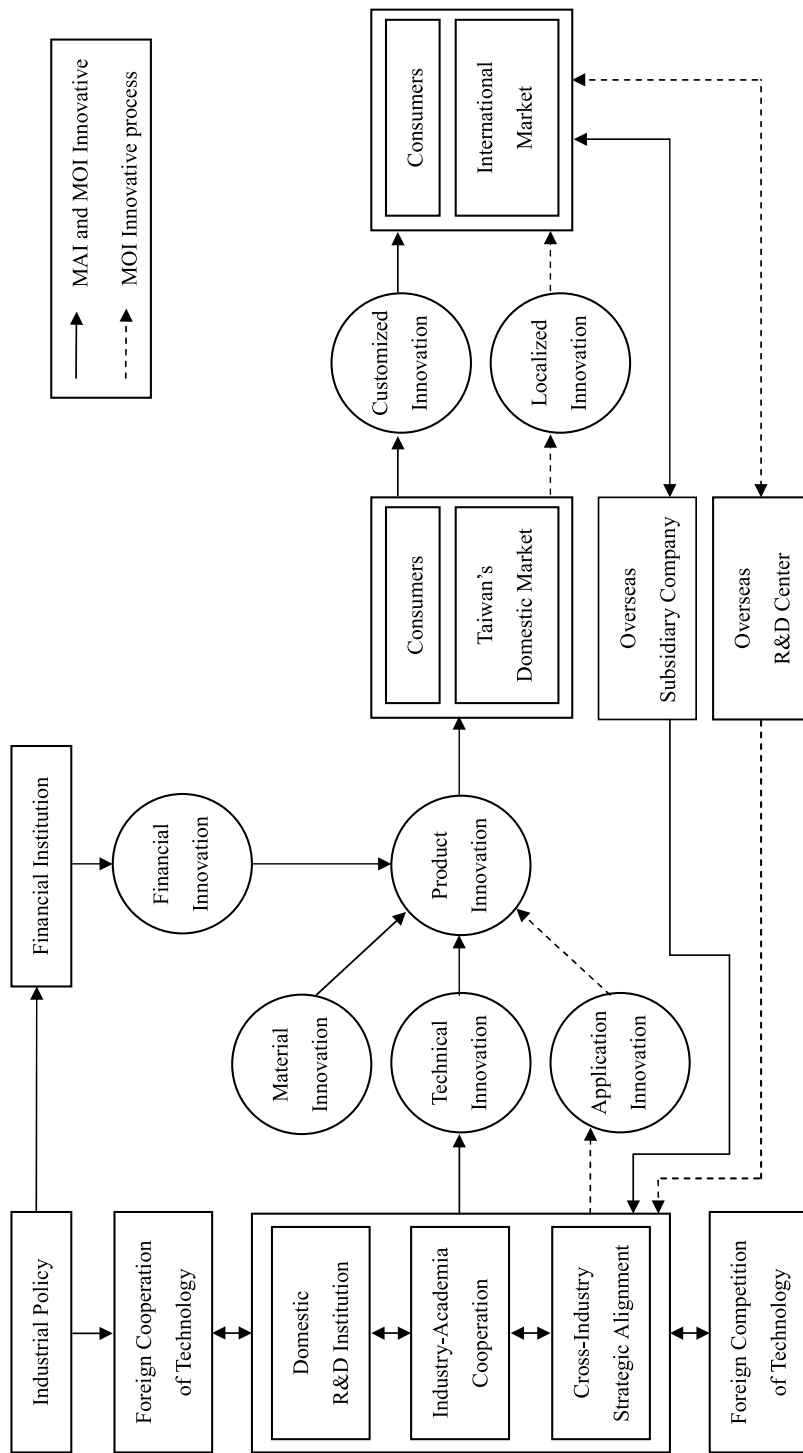 MAI and MOI Innovative
MOI Innovative process
Industrial Policy
Financial Institution
Foreign Cooperation
of Technology
Financial
Innovation
Domestic
R&D Institution
Industry-Academia
Cooperation
Cross-Industry
Strategic Alignment
Foreign Competition
of Technology
Material
Innovation
Technical
Innovation
Application
Innovation
Product
Innovation
Consumers
Taiwan's
Domestic Market
Customized
Innovation
Localized
Innovation
Consumers
International
Market
Overseas
Subsidiary Company
Overseas
R&D Center